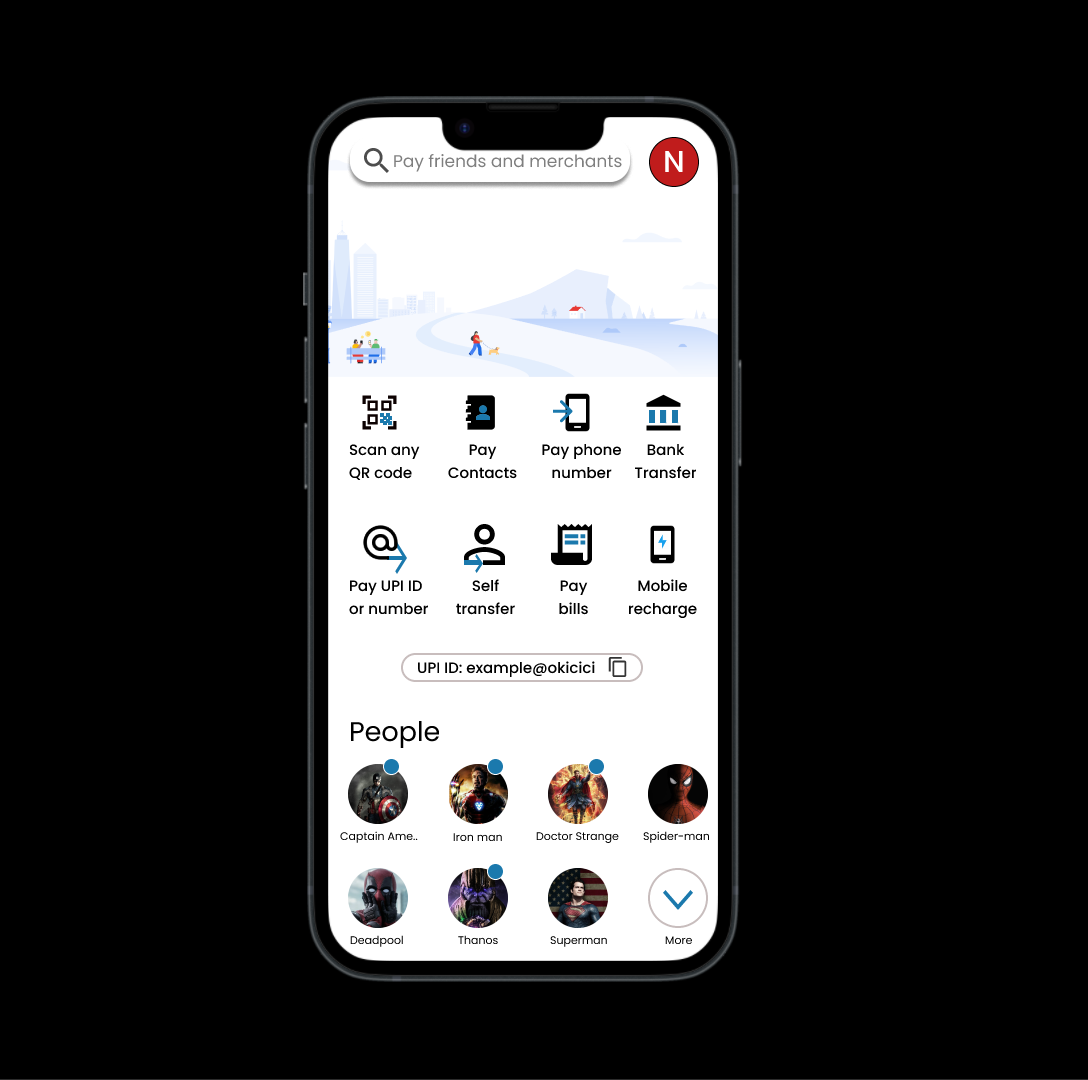 Pay friends and merchants
N
Scan any
QR code
Pay
Contacts
Pay phone
number
Bank
Transfer
Pay UPI ID
or number
Self
transfer
Pay
bills
Mobile
recharge
UPI ID: example@okicici
People
Captain Ame..
Iron man
Doctor Strange
Spider-man
Deadpool
Thanos
Superman
More